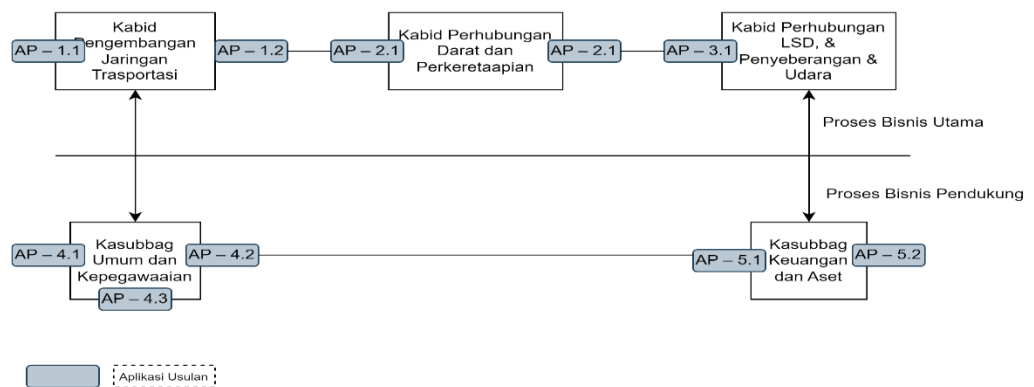 Kabid
Pengembangan
Jaringan
Trasportasi
AP – 1.1
AP – 1.2
AP – 2.1
Kabid Perhubungan
Darat dan
Perkeretaapian
AP – 2.1
AP – 3.1
Kabid Perhubungan
LSD, &
Penyeberangan &
Udara
Proses Bisnis Utama
Proses Bisnis Pendukung
AP – 4.1
Kasubbag
Umum dan
Kepegawaaian
AP – 4.2
AP – 4.3
AP – 5.1
Kasubbag
Keuangan
dan Aset
AP – 5.2
Aplikasi Usulan